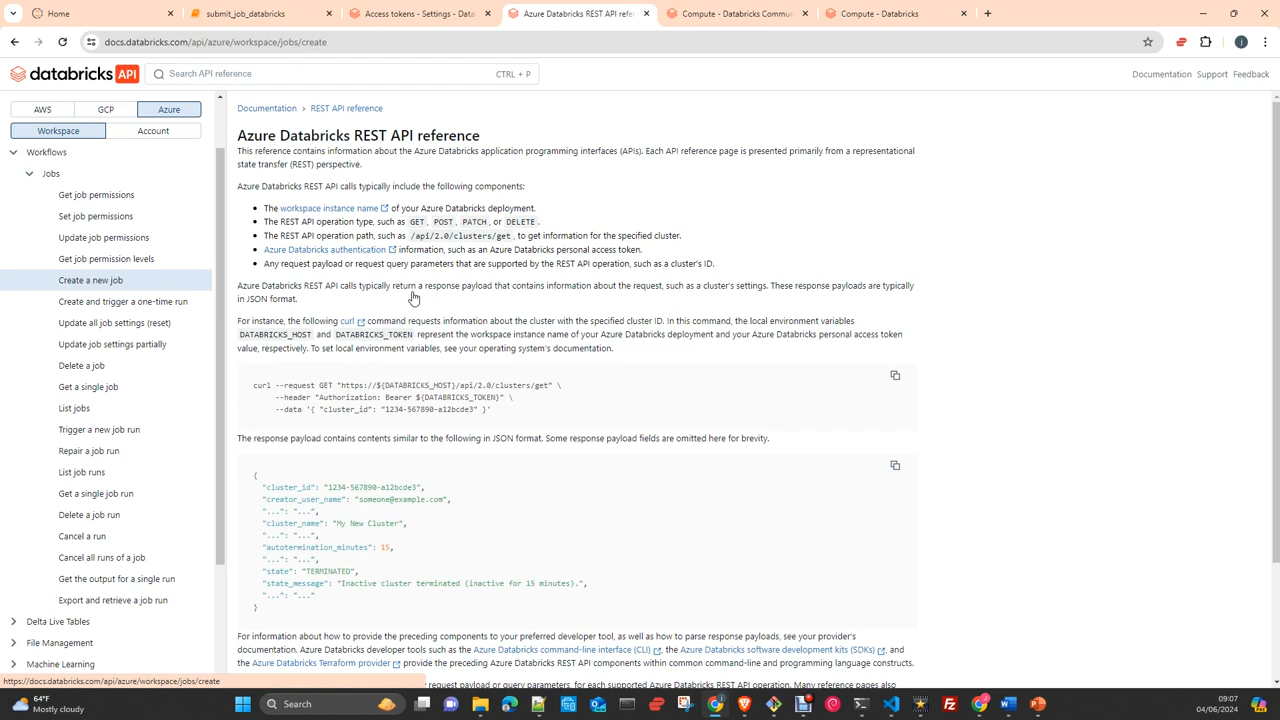 Home
submit_job_databricks
Access tokens - Settings - Data
Azure Databricks REST API refe
Compute - Databricks Commun
Compute - Databricks
docs.databricks.com/api/azure/workspace/jobs/create
databricks API
Search API reference
CTRL + P
Documentation Support Feedback
AWS
GCP
Azure
Workspace
Account
Workflows
Jobs
Get job permissions
Set job permissions
Update job permissions
Get job permission levels
Create a new job
Create and trigger a one-time run
Update all job settings (reset)
Update job settings partially
Delete a job
Get a single job
List jobs
Trigger a new job run
Repair a job run
List job runs
Get a single job run
Delete a job run
Cancel a run
Cancel all runs of a job
Get the output for a single run
Export and retrieve a job run
Delta Live Tables
File Management
Machine Learning
Documentation › REST API reference
Azure Databricks REST API reference
This reference contains information about the Azure Databricks application programming interfaces (APIs). Each API reference page is presented primarily from a representational
state transfer (REST) perspective.
Azure Databricks REST API calls typically include the following components:
• The workspace instance name of your Azure Databricks deployment.
• The REST API operation type, such as GET, POST, PATCH, or DELETE.
• The REST API operation path, such as /api/2.0/clusters/get, to get information for the specified cluster.
• Azure Databricks authentication information, such as an Azure Databricks personal access token.
• Any request payload or request query parameters that are supported by the REST API operation, such as a cluster's ID.
Azure Databricks REST API calls typically return a response payload that contains information about the request, such as a cluster's settings. These response payloads are typically
in JSON format.
For instance, the following curl command requests information about the cluster with the specified cluster ID. In this command, the local environment variables
DATABRICKS_HOST and DATABRICKS_TOKEN represent the workspace instance name of your Azure Databricks deployment and your Azure Databricks personal access token
value, respectively. To set local environment variables, see your operating system's documentation.
curl --request GET "https://${DATABRICKS_HOST}/api/2.0/clusters/get" \
--header "Authorization: Bearer ${DATABRICKS_TOKEN}" \
--data '{ "cluster_id": "1234-567890-a12bcde3" }'
The response payload contains contents similar to the following in JSON format. Some response payload fields are omitted here for brevity.
{
"cluster_id": "1234-567890-a12bcde3",
"creator_user_name": "someone@example.com",
"...": "...",
"cluster_name": "My New Cluster",
"...": "...",
"autotermination_minutes": 15,
"...": "...",
"state": "TERMINATED",
"state_message": "Inactive cluster terminated (inactive for 15 minutes).",
"...": "..."
}
For information about how to provide the preceding components to your preferred developer tool, as well as how to parse response payloads, see your provider's
documentation. Azure Databricks developer tools such as the Azure Databricks command-line interface (CLI), the Azure Databricks software development kits (SDKs), and
the Azure Databricks Terraform provider provide the preceding Azure Databricks REST API components within common command-line and programming language constructs.
request payload or query parameters, for each supported Azure Databricks REST API operation. Many reference pages also
https://docs.databricks.com/api/azure/workspace/jobs/create
64°F
Mostly cloudy
Search
09:07
04/06/2024